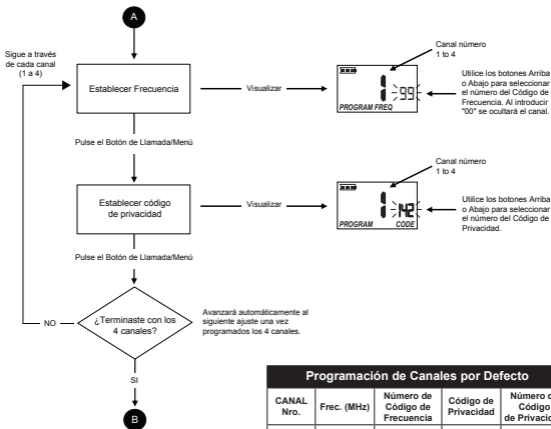 A
Sigue a través
de cada canal
(1 a 4)
Establecer Frecuencia
Visualizar
Canal número
1 to 4
1 99
PROGRAM FREQ
Utilice los botones Arriba
o Abajo para seleccionar
el número del Código de
Frecuencia. Al introducir
"00" se ocultará el canal.
Pulse el Botón de Llamada/Menú
Establecer código
de privacidad
Visualizar
Canal número
1 to 4
1 142
PROGRAM CODE
Utilice los botones Arriba
o Abajo para seleccionar
el número del Código de
Privacidad.
Pulse el Botón de Llamada/Menú
¿Terminaste con los
4 canales?
NO
Avanzará automáticamente al
siguiente ajuste una vez
programados los 4 canales.
SI
B
Programación de Canales por Defecto
CANAL
Nro.
Frec. (MHz)
Número de
Código de
Frecuencia
Código de
Privacidad
Número
Código
de